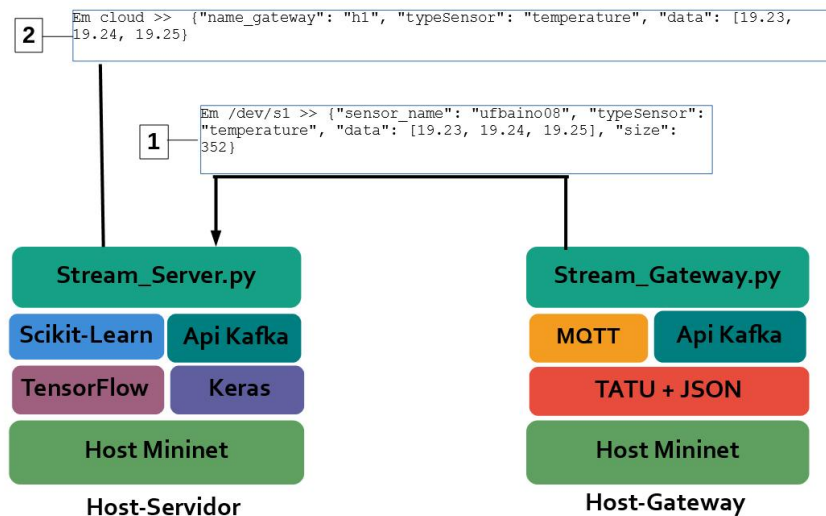 Em cloud >>  {"name_gateway": "h1", "typeSensor": "temperature", "data": [19.23,
19.24, 19.25}
2
Em /dev/s1 >> {"sensor_name": "ufbaino08", "typeSensor":
"temperature", "data": [19.23, 19.24, 19.25], "size":
352}
1
Stream_Server.py
Stream_Gateway.py
Scikit-Learn
Api Kafka
MQTT
Api Kafka
TensorFlow
Keras
TATU + JSON
Host Mininet
Host Mininet
Host-Servidor
Host-Gateway